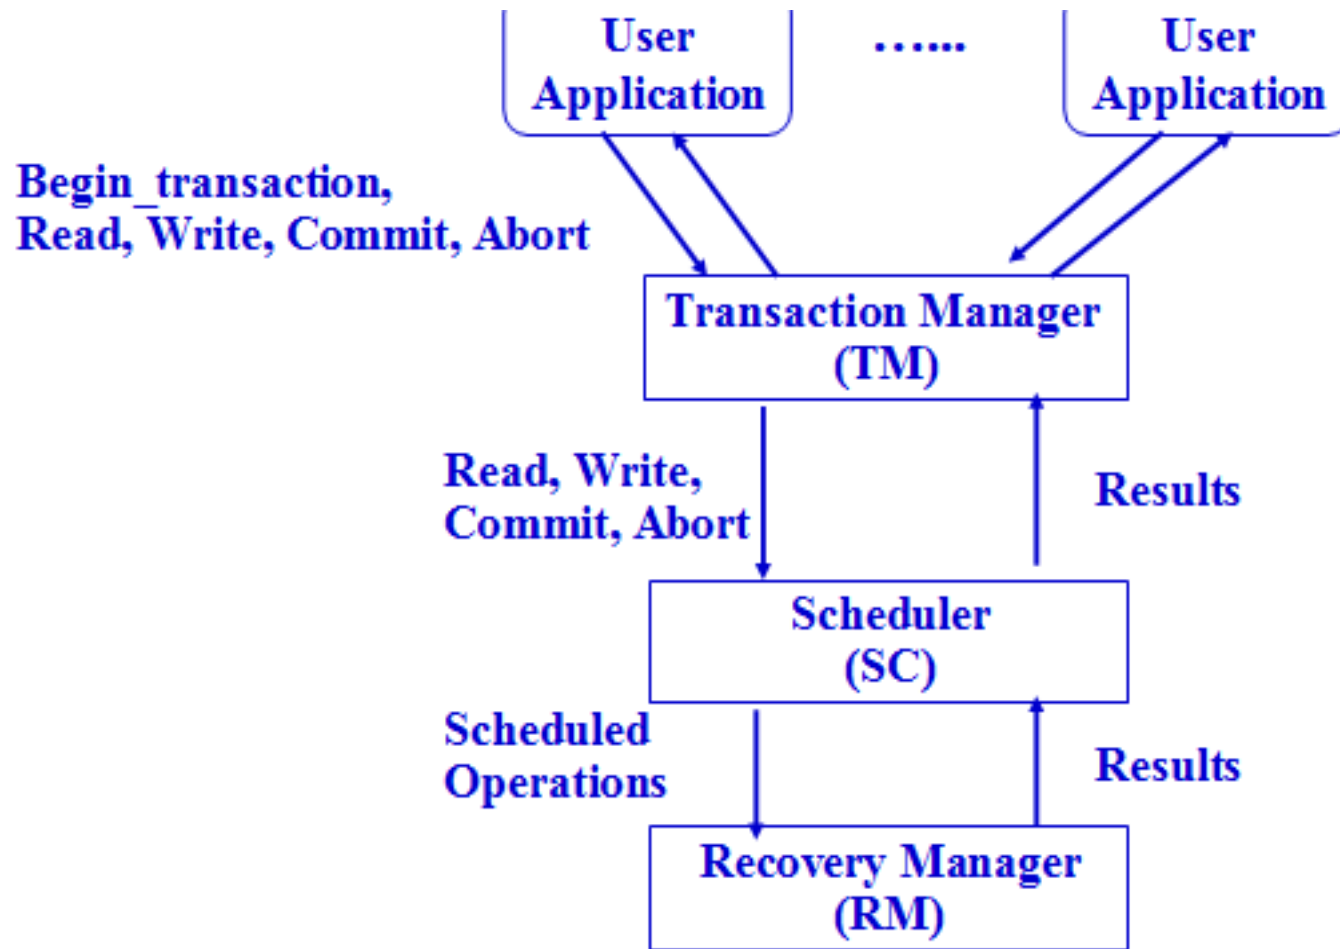 User
Application
…...
User
Application
Begin_transaction,
Read, Write, Commit, Abort
Transaction Manager
(TM)
Read, Write,
Commit, Abort
Results
Scheduler
(SC)
Scheduled
Operations
Results
Recovery Manager
(RM)